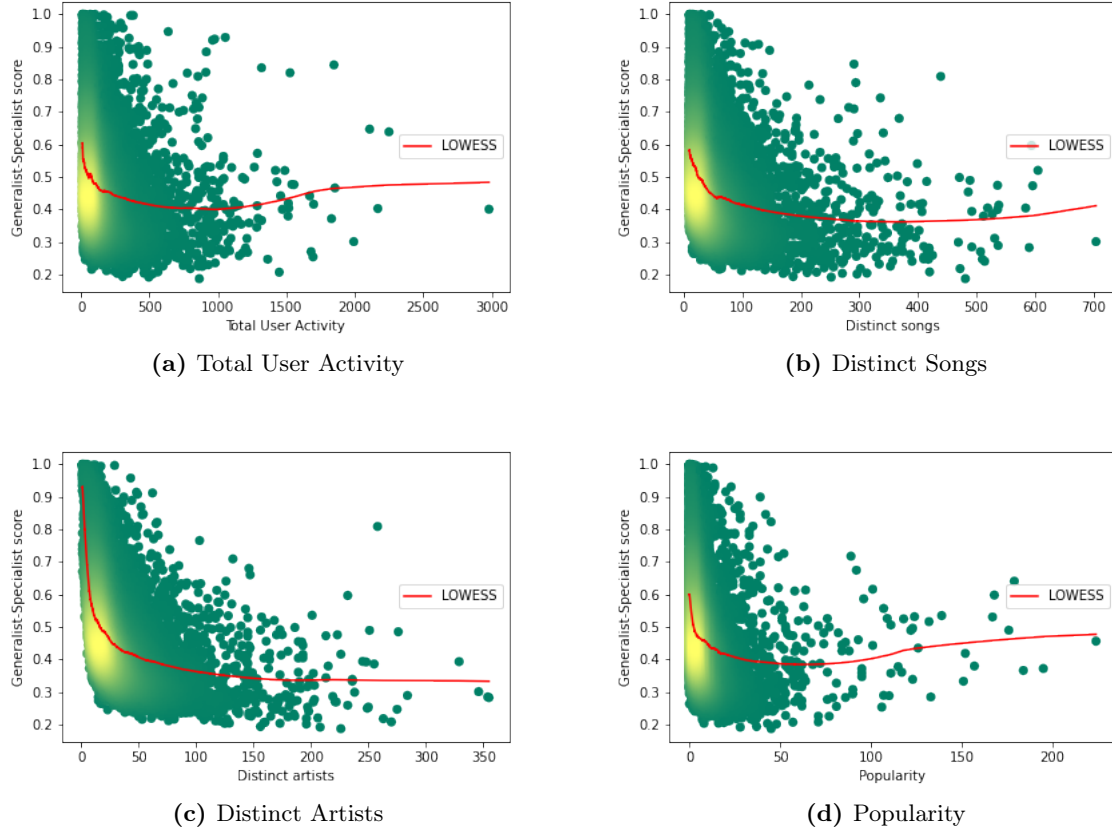 1.0
0.9
0.8
0.7
0.6
0.5
0.4
0.3
0.2
Generalist-Specialist score
LOWESS
0 500 1000 1500 2000 2500 3000
Total User Activity
(a) Total User Activity
1.0
0.9
0.8
0.7
0.6
0.5
0.4
0.3
0.2
Generalist-Specialist score
LOWESS
0 100 200 300 400 500 600 700
Distinct songs
(b) Distinct Songs
1.0
0.9
0.8
0.7
0.6
0.5
0.4
0.3
0.2
Generalist-Specialist score
LOWESS
0 50 100 150 200 250 300 350
Distinct artists
(c) Distinct Artists
1.0
0.9
0.8
0.7
0.6
0.5
0.4
0.3
0.2
Generalist-Specialist score
LOWESS
0 50 100 150 200
Popularity
(d) Popularity